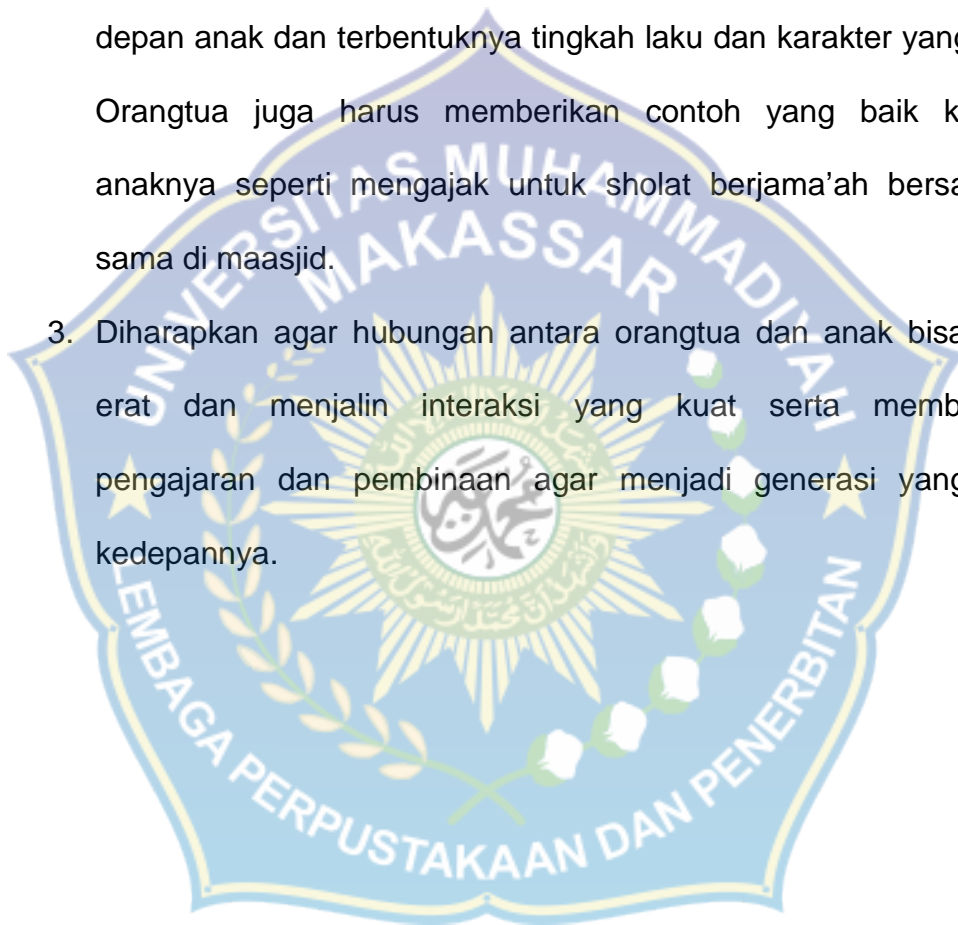 depan anak dan terbentuknya tingkah laku dan karakter yang
Orangtua juga harus memberikan contoh yang baik k
anaknya seperti mengajak untuk sholat berjama’ah bersa
sama di maasjid.
3. Diharapkan agar hubungan antara orangtua dan anak bisa
erat dan menjalin interaksi yang kuat serta memb
pengajaran dan pembinaan agar menjadi generasi yang
kedepannya.
UNIVERSITAS MUHAMMADIYAH
MAKASSAR
LEMBAGA PERPUSTAKAAN DAN PENERBITAN